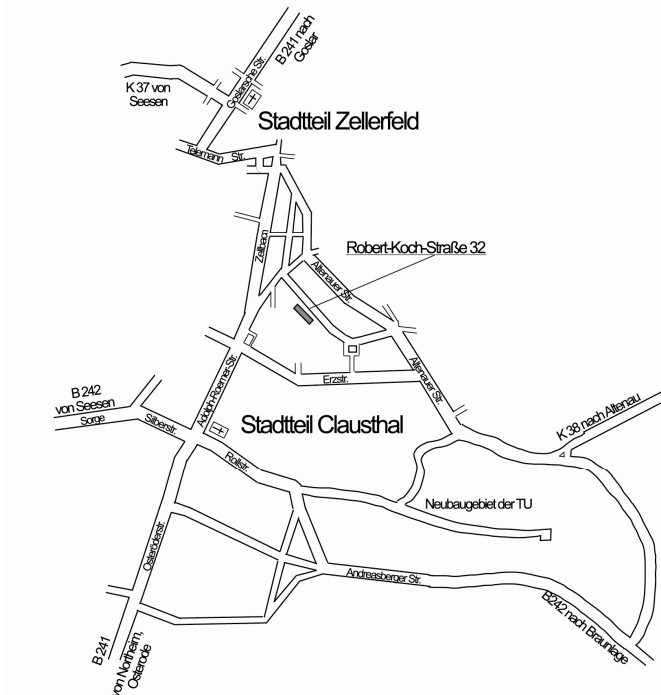 B 241 nach
Goslar
Goslarsche Str.
K 37 von
Seesen
Stadtteil Zellerfeld
Telemann Str.
Zellbach
Robert-Koch-Straße 32
Altenauer Str.
Altenauer Str.
Erzstr.
Adolph-Roemer-Str.
B 242
von Seesen
Sorge
Silberstr.
Stadtteil Clausthal
K 38 nach Altenau
Rollstr.
Neubaugebiet der TU
Osteröderstr.
Andreasberger Str.
B242 nach Braunlage
B 241
von Northeim,
Osterode